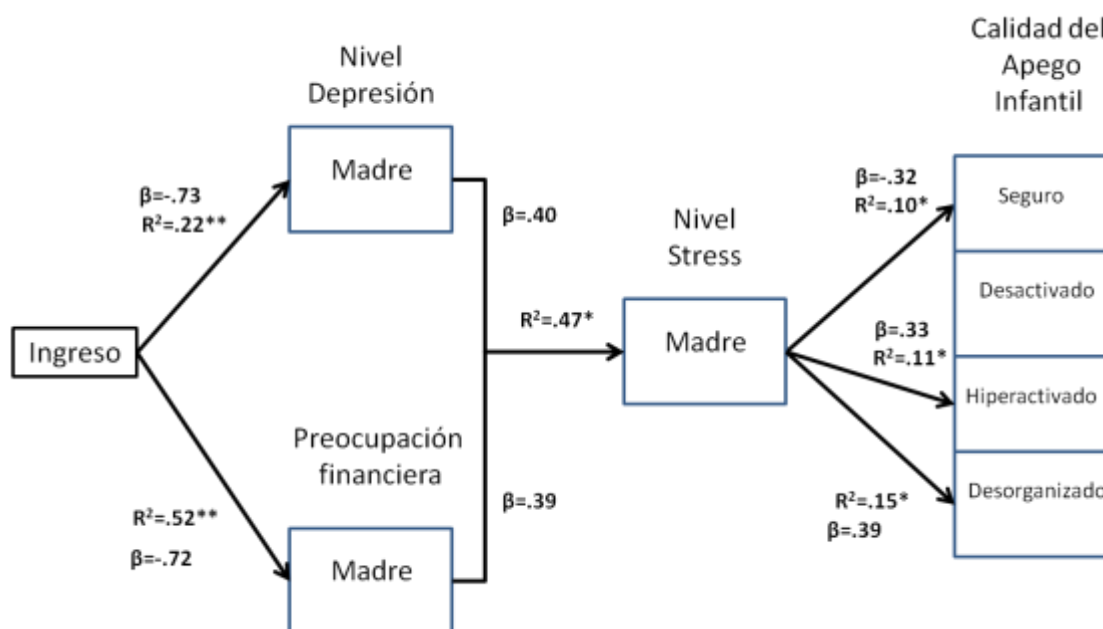 Nivel
Depresión
Madre
β=-.73
R²=.22**
β=.40
Ingreso
R²=.47*
Preocupación
financiera
Madre
R²=.52**
β=-.72
β=.39
Nivel
Stress
Madre
Calidad del
Apego
Infantil
β=-.32
R²=.10*
Seguro
Desactivado
β=.33
R²=.11*
Hiperactivado
R²=.15*
β=.39
Desorganizado